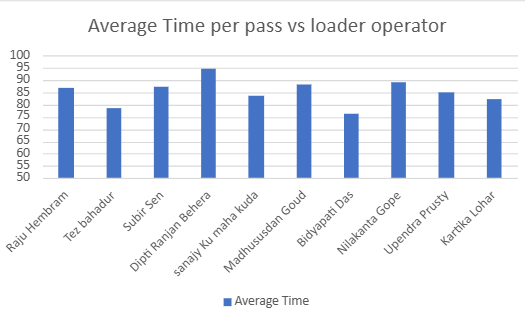 Average Time per pass vs loader operator
100
95
90
85
80
75
70
65
60
55
50
Raju Hembram
Tez bahadur
Subir Sen
Dipti Ranjan Behera
sanajy Ku maha kuda
Madhususdan Goud
Bidyapati Das
Nilakanta Gope
Upendra Prusty
Kartika Lohar
Average Time